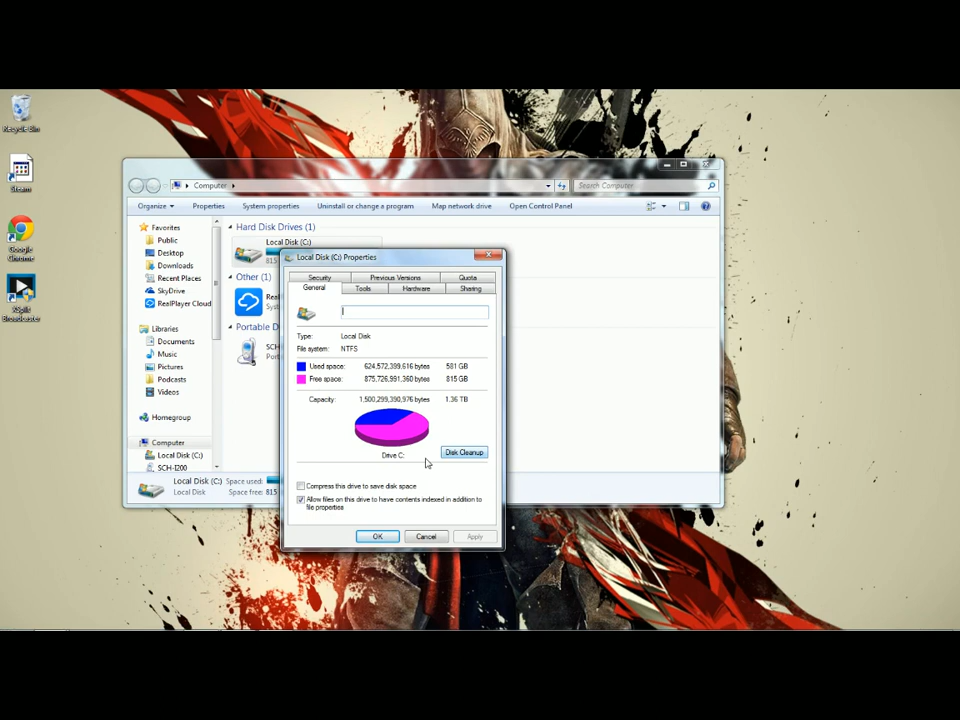 Recycle Bin
Steam
Google
Chrome
XSplit
Broadcaster
Computer
Search Computer
Organize
Properties
System properties
Uninstall or change a program
Map network drive
Open Control Panel
Favorites
Public
Desktop
Downloads
Recent Places
SkyDrive
RealPlayer Cloud
Libraries
Documents
Music
Pictures
Podcasts
Videos
Homegroup
Computer
Local Disk (C:)
SCH-I200
Hard Disk Drives (1)
Local Disk (C:)
815
Other (1)
Real
Syst
Portable D
SCH-
Port
Local Disk (C:) Space used:
Local Disk Space free: 815
Local Disk (C:) Properties
Security Previous Versions Quota
General Tools Hardware Sharing
Type: Local Disk
File system: NTFS
Used space: 624,572,399,616 bytes 581 GB
Free space: 875,726,991,360 bytes 815 GB
Capacity: 1,500,299,390,976 bytes 1.36 TB
Drive C:
Disk Cleanup
Compress this drive to save disk space
Allow files on this drive to have contents indexed in addition to
file properties
OK Cancel Apply